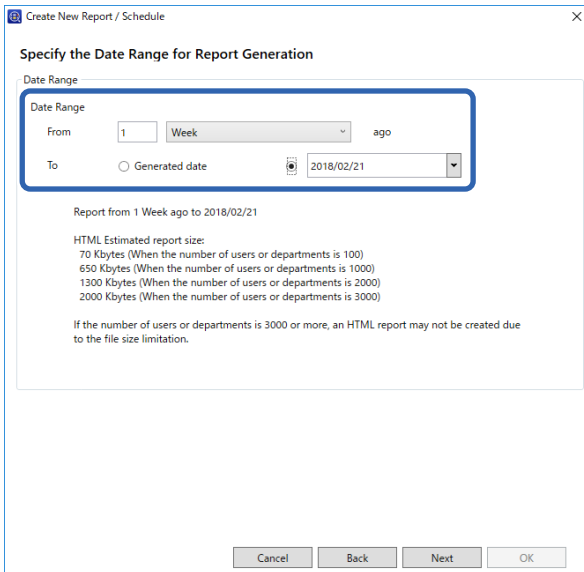 Create New Report / Schedule
Specify the Date Range for Report Generation
Date Range
Date Range
From 1 Week ago
To Generated date 2018/02/21
Report from 1 Week ago to 2018/02/21
HTML Estimated report size:
70 Kbytes (When the number of users or departments is 100)
650 Kbytes (When the number of users or departments is 1000)
1300 Kbytes (When the number of users or departments is 2000)
2000 Kbytes (When the number of users or departments is 3000)
If the number of users or departments is 3000 or more, an HTML report may not be created due
to the file size limitation.
Cancel Back Next OK